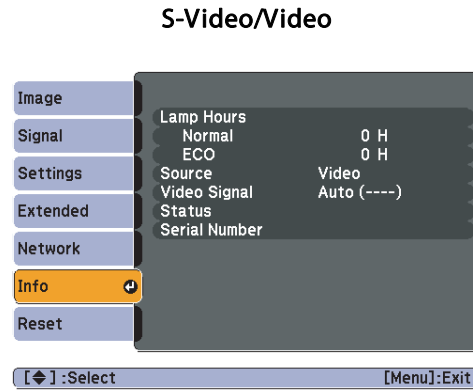 S-Video/Video
Image
Signal
Settings
Extended
Network
Info
Reset
Lamp Hours
Normal 0 H
ECO 0 H
Source Video
Video Signal Auto (----)
Status
Serial Number
[◆] :Select [Menu]:Exit